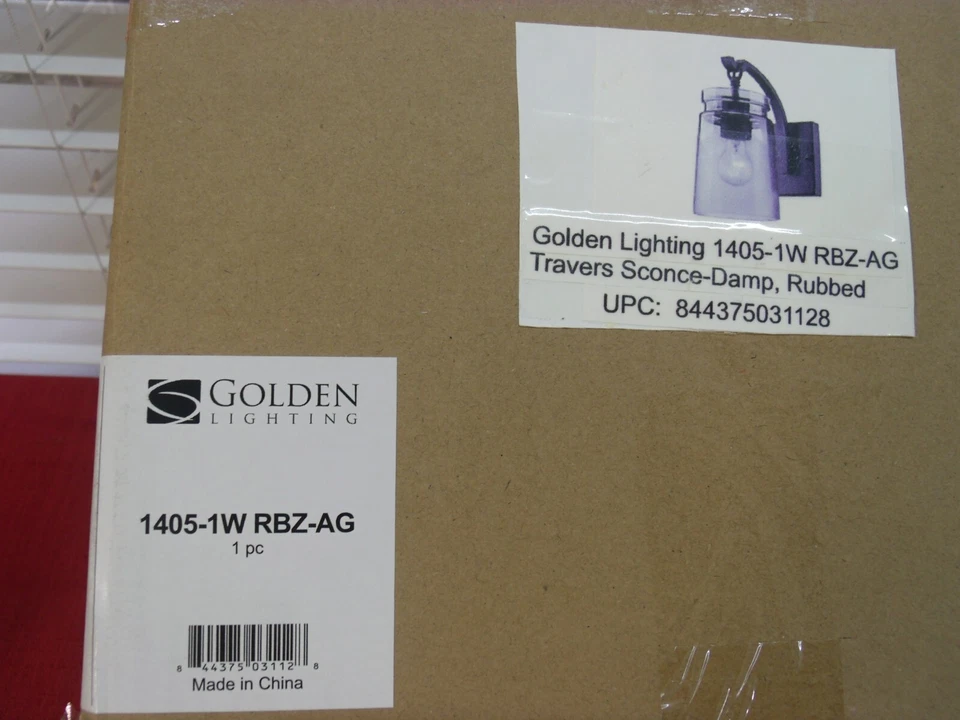 Golden Lighting 1405-1W RBZ-AG
Travers Sconce-Damp, Rubbed
UPC: 844375031128
GOLDEN
LIGHTING
1405-1W RBZ-AG
1 pc
8 44375 03112 8
Made in China